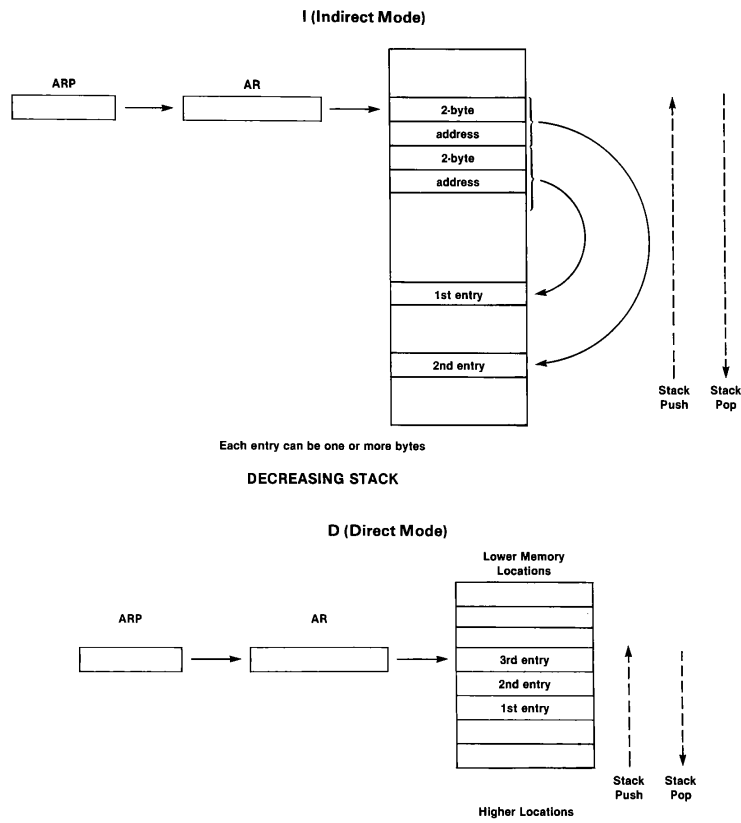 I (Indirect Mode)
ARP
AR
2-byte
address
2-byte
address
1st entry
2nd entry
Stack
Push
Stack
Pop
Each entry can be one or more bytes
DECREASING STACK
D (Direct Mode)
Lower Memory
Locations
ARP
AR
3rd entry
2nd entry
1st entry
Stack
Push
Stack
Pop
Higher Locations